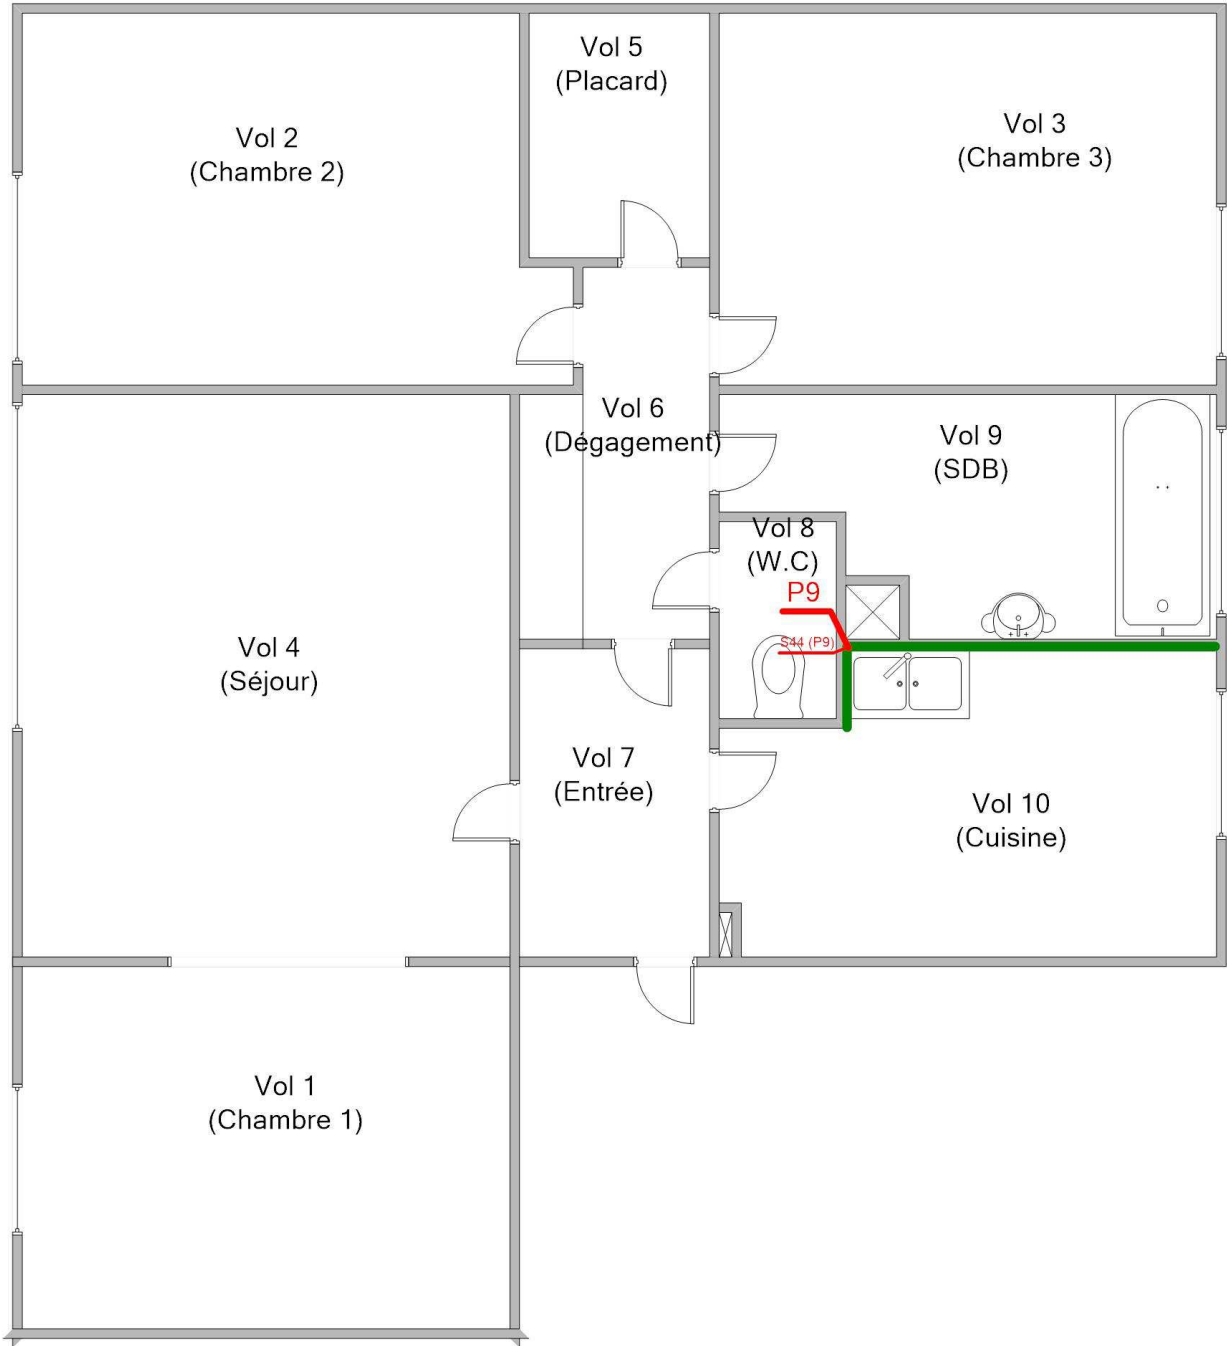 Vol 5
(Placard)
Vol 3
(Chambre 3)
Vol 2
(Chambre 2)
Vol 6
(Dégagement)
Vol 9
(SDB)
Vol 8
(W.C)
P9
S44 (P9)
Vol 4
(Séjour)
Vol 7
(Entrée)
Vol 10
(Cuisine)
Vol 1
(Chambre 1)